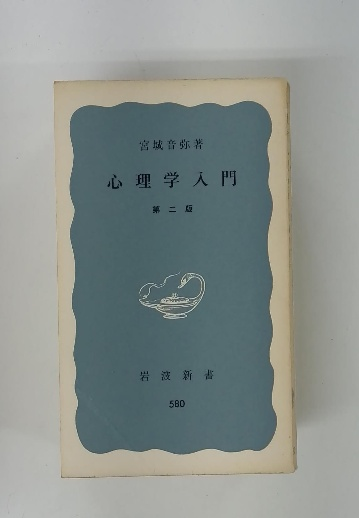 宮城音弥著
心理学入門
第二版
岩波新書
580